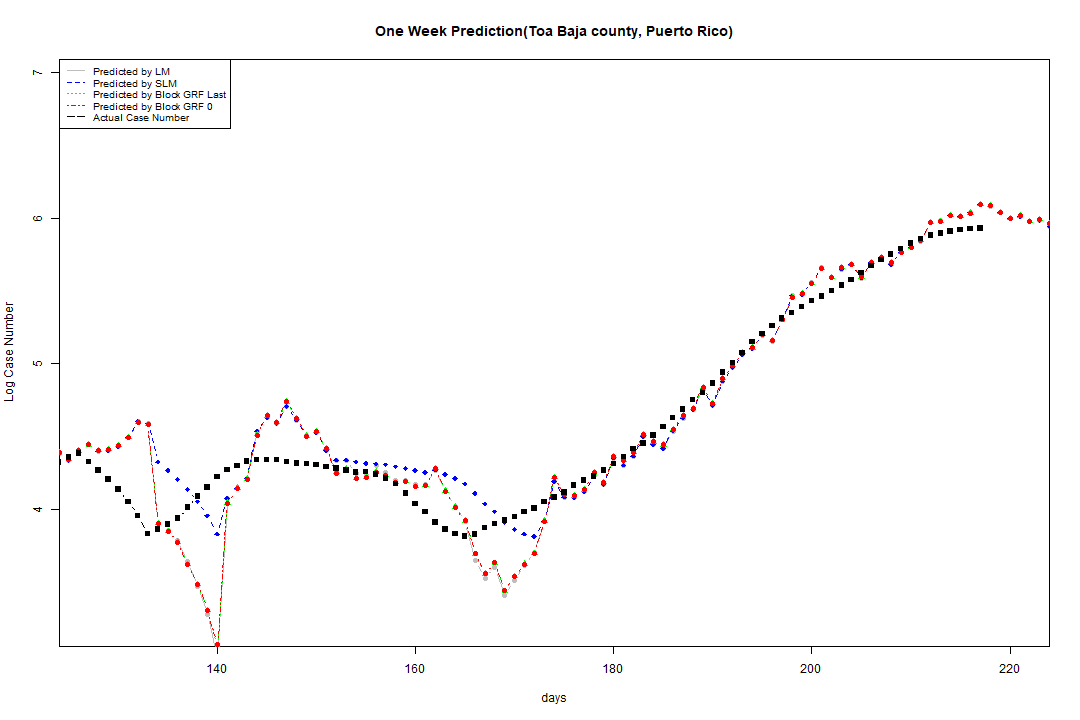 One Week Prediction(Toa Baja county, Puerto Rico)
Predicted by LM
Predicted by SLM
Predicted by Block GRF Last
Predicted by Block GRF 0
Actual Case Number
7
6
5
4
Log Case Number
140 160 180 200 220
days